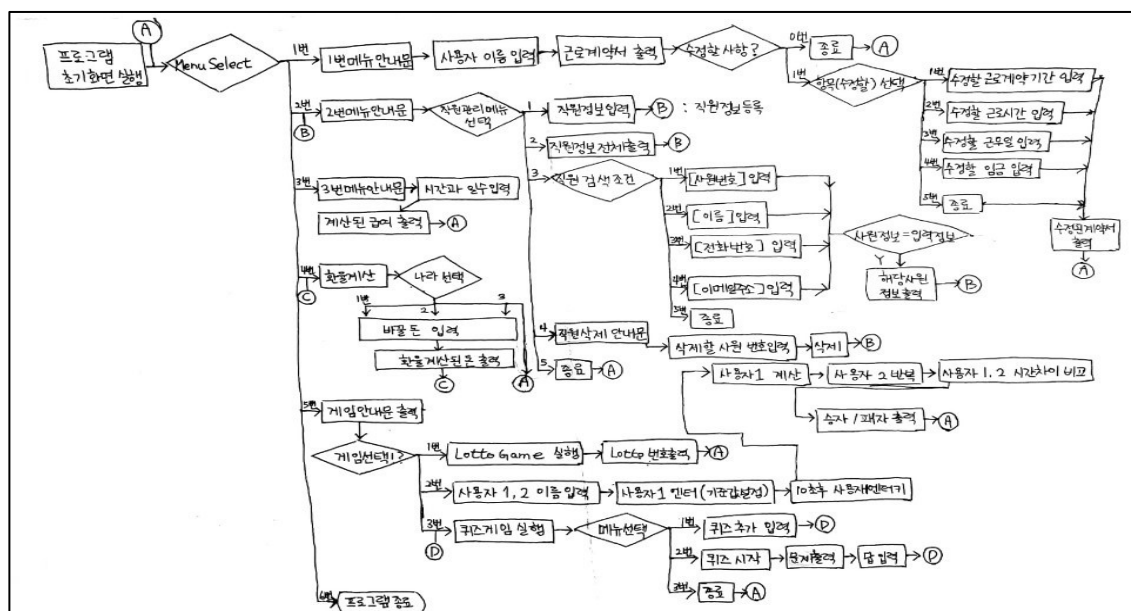 A
프로그램
초기화면 실행
Menu Select
1번
1번메뉴안내문
사용자 이름 입력
근로계약서 출력
수정할 사항?
0번
종료
A
1번
항목(수정할) 선택
1번
수정할 근로계약 기간 입력
2번
수정할 근로시간 입력
3번
수정할 근무일 입력
4번
수정할 임금 입력
5번
종료
수정된계약서
출력
A
2번
B
2번메뉴안내문
직원관리메뉴
선택
1
직원정보입력
B
: 직원정보등록
2
직원정보전체출력
B
3
직원 검색조건
1번
[사원번호]입력
2번
[이름]입력
3번
[전화번호] 입력
4번
[이메일주소]입력
5번
종료
사원정보=입력정보
Y
해당사원
정보출력
B
4
직원삭제 안내문
삭제할 사원 번호입력
삭제
B
5
종료
A
3번
3번메뉴안내문
시간과 일수입력
계산된 급여 출력
A
4번
C
환율계산
나라 선택
1번
2
3
바꿀 돈 입력
환율계산된 돈 출력
C
A
5번
게임안내문 출력
게임선택!?
1번
Lotto Game 실행
Lotto 번호출력
A
2번
사용자 1,2 이름입력
사용자1 엔터(기준값설정)
10초후 사용재엔터키
사용자1 계산
사용자 2 반복
사용자 1, 2 시간차이 비교
승자 / 패자 출력
A
3번
D
퀴즈게임 실행
메뉴선택
1번
퀴즈추가 입력
D
2번
퀴즈 시작
문제출력
답 입력
D
3번
종료
A
6번
프로그램종료